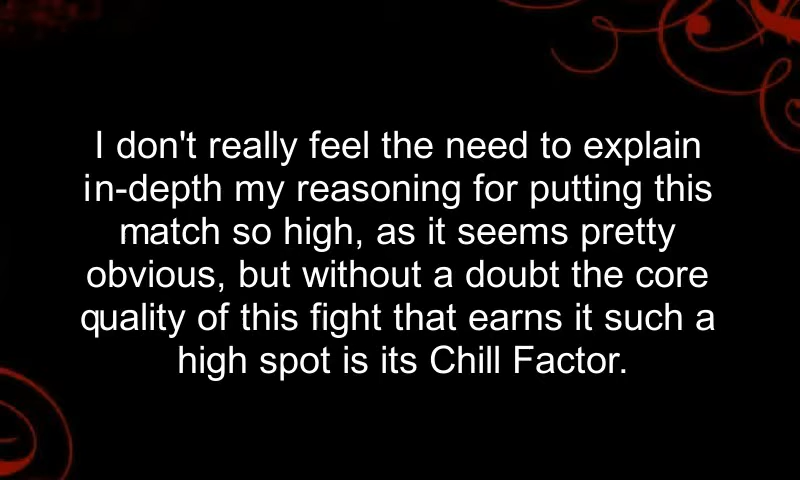 I don't really feel the need to explain
in-depth my reasoning for putting this
match so high, as it seems pretty
obvious, but without a doubt the core
quality of this fight that earns it such a
high spot is its Chill Factor.